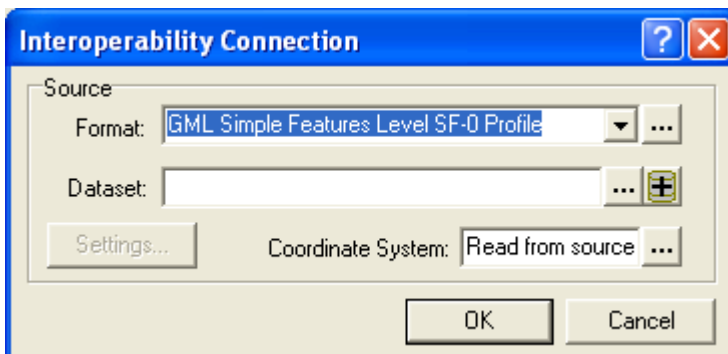 Interoperability Connection
Source
Format: GML Simple Features Level SF-0 Profile ...
Dataset: ...
Settings... Coordinate System: Read from source ...
OK Cancel